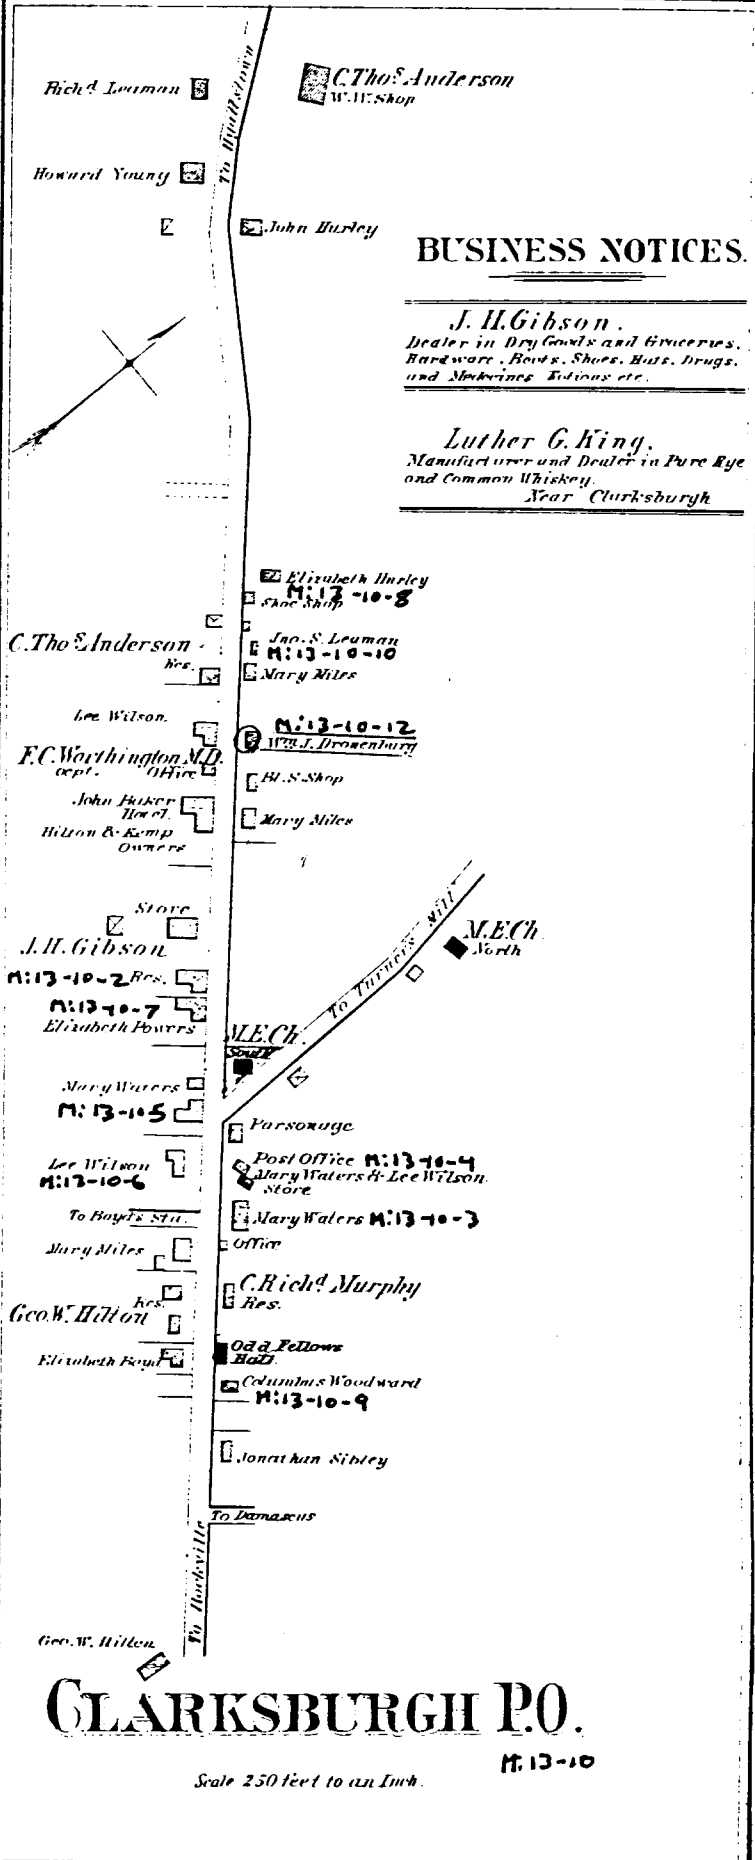 To Hyattstown
Rich^d Leaman
C. Tho^s Anderson
W.W. Shop
Howard Young
John Hurley
BUSINESS NOTICES.
J. H. Gibson.
Dealer in Dry Goods and Groceries,
Hardware, Boots, Shoes, Hats, Drugs,
and Medicines Notions etc.
Luther G. King,
Manufacturer and Dealer in Pure Rye
and Common Whiskey.
Near Clarksburgh
Elizabeth Hurley
M:13-10-8
Shoe Shop
C. Tho^s Anderson
Res.
Jno. S. Leaman
M:13-10-10
Mary Miles
Lee Wilson
M:13-10-12
Wm. J. Dronenburg
F.C. Worthington M.D.
Office
Bl. S. Shop
John Baker
Hotel
Hilton & Kemp
Owners
Mary Miles
Store
J. H. Gibson
M:13-10-2 Res.
M:13-10-7
Elizabeth Powers
To Turners Mill
M.E.Ch.
North
M.E.Ch.
South
Mary Waters
M:13-10-5
Parsonage
Lee Wilson
M:13-10-6
Post Office M:13-10-4
Mary Waters & Lee Wilson
Store
To Boyds Sta.
Mary Waters M:13-10-3
Mary Miles
Office
C. Rich^d Murphy
Res.
Res.
Geo. W. Hilton
Elizabeth Boyd
Odd Fellows
Hall
Columbus Woodward
M:13-10-9
Jonathan Sibley
To Damascus
To Rockville
Geo. W. Hilton
CLARKSBURGH P.O.
M:13-10
Scale 250 feet to an Inch.